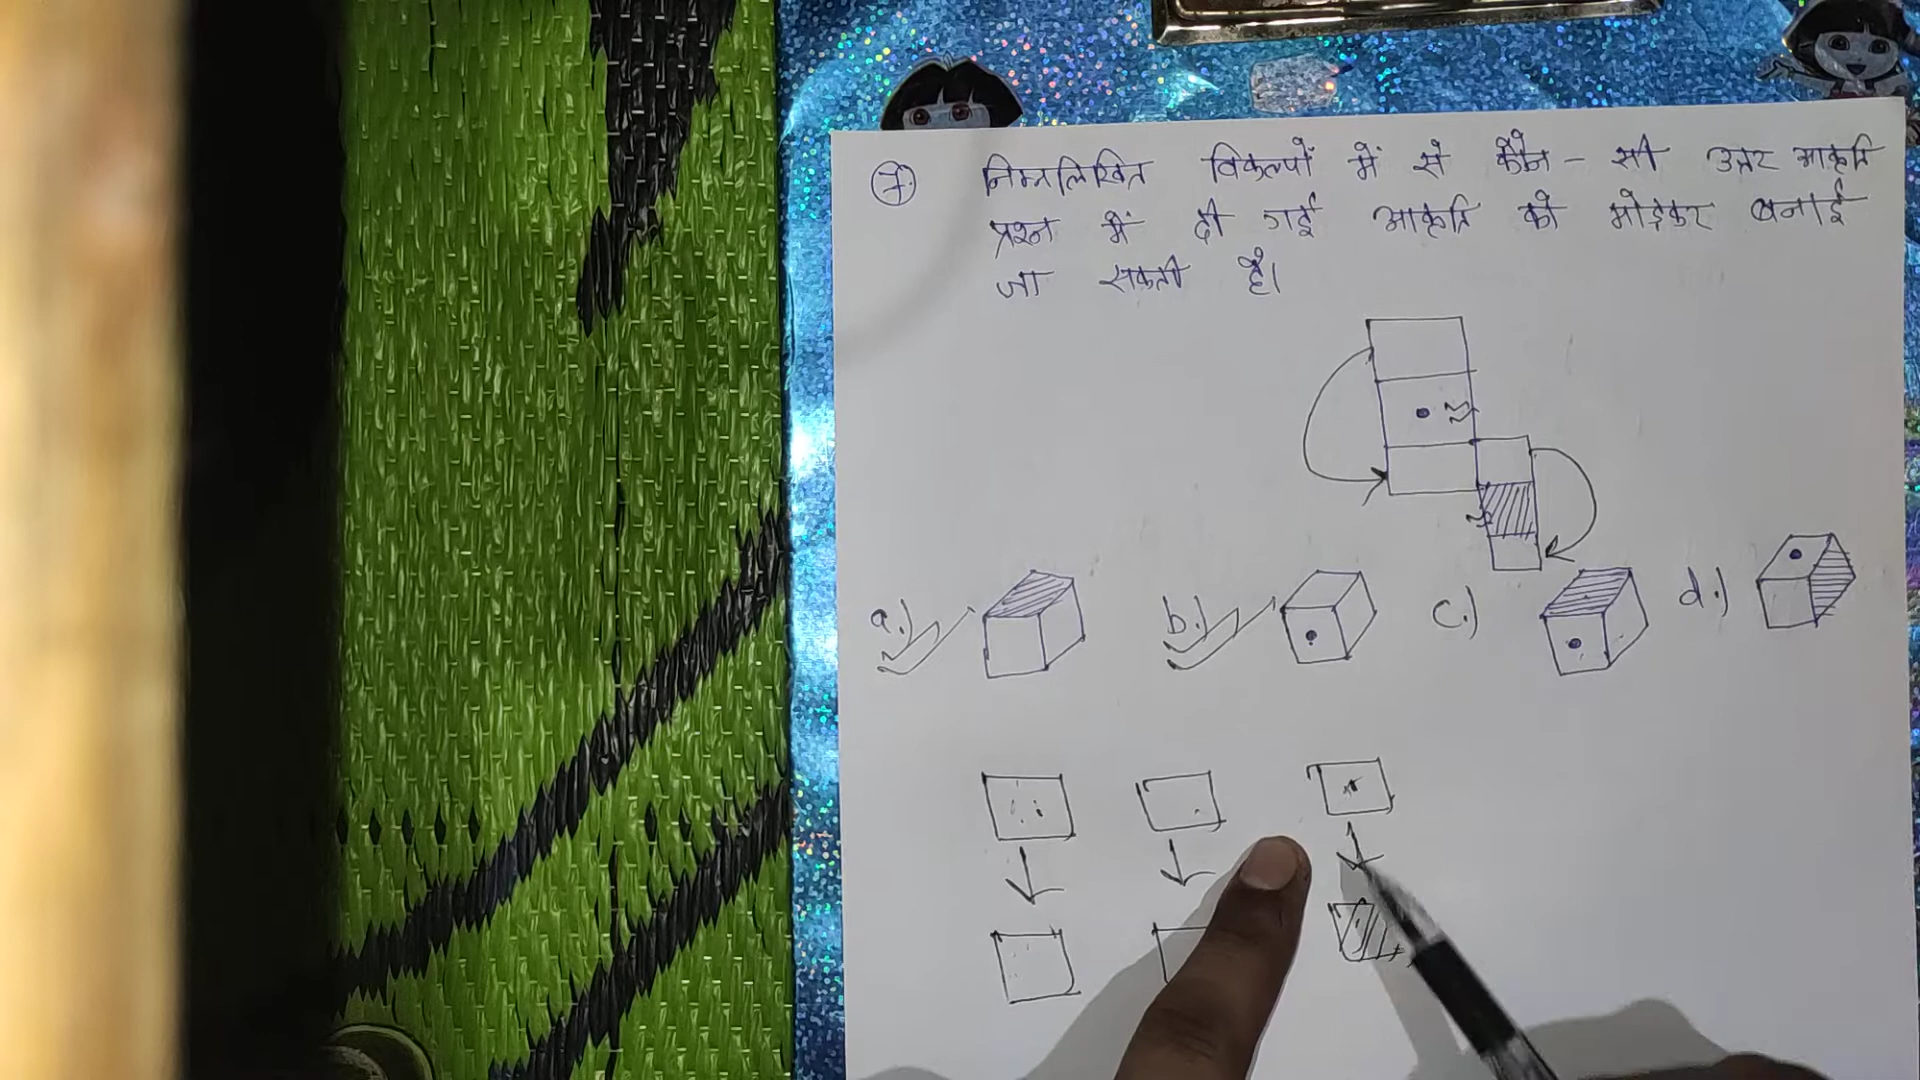 7. निम्नलिखित विकल्पों में से कौन - सी उत्तर आकृति
प्रश्न में दी गई आकृति को मोड़कर बनाई
जा सकती है।
a.) b.) c.) d.)